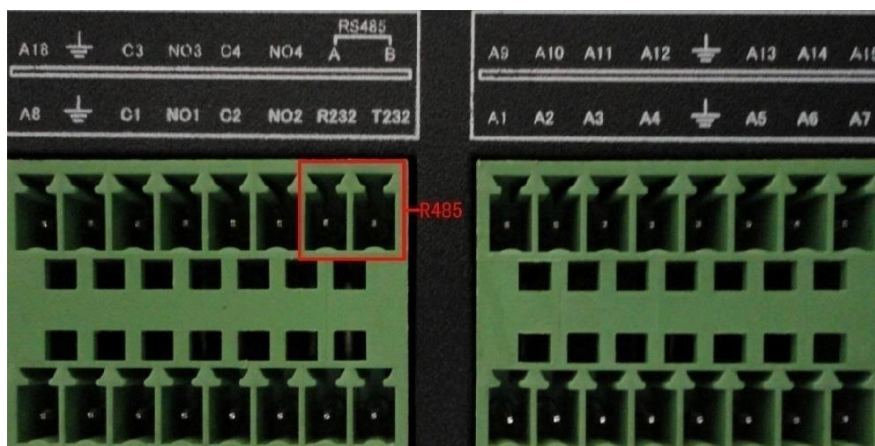 RS485
A18 ⏚ C3 NO3 C4 NO4 A B
A8 ⏚ C1 NO1 C2 NO2 R232 T232
A9 A10 A11 A12 ⏚ A13 A14
A1 A2 A3 A4 ⏚ A5 A6 A7
R485